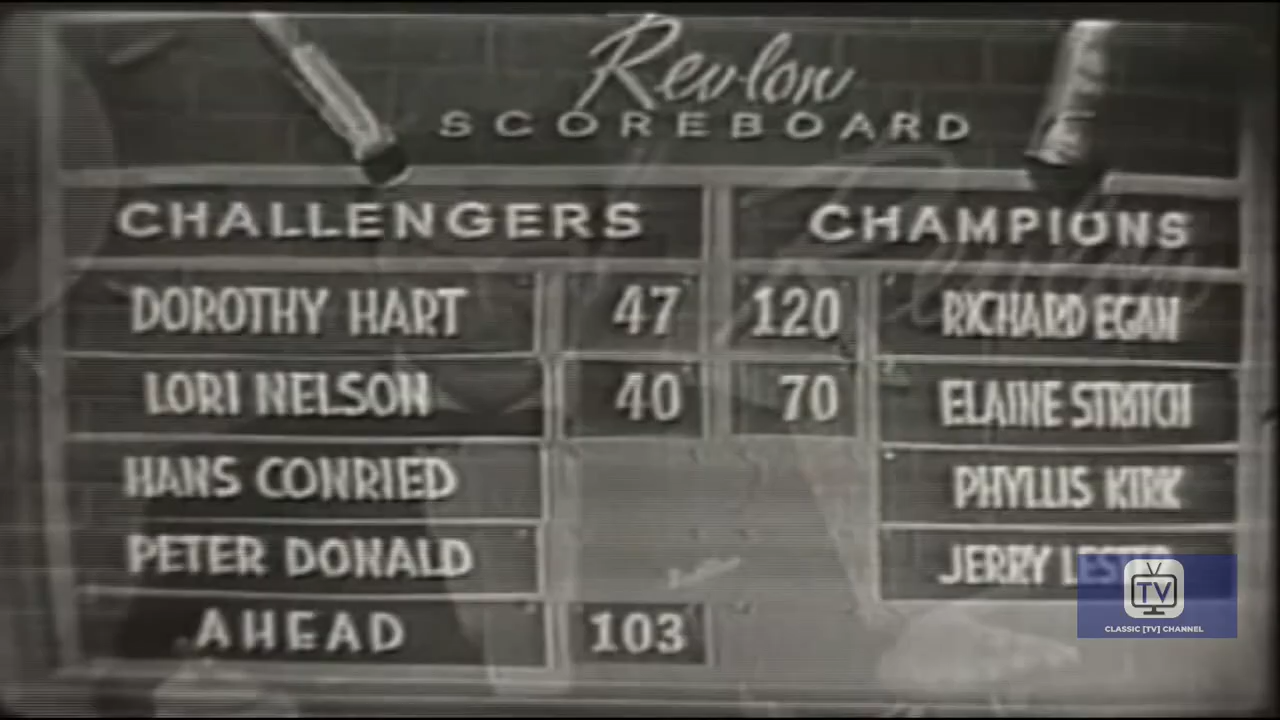 Revlon
SCOREBOARD
CHALLENGERS
CHAMPIONS
DOROTHY HART 47 120 RICHARD EGAN
LORI NELSON 40 70 ELAINE STRITCH
HANS CONRIED PHYLLIS KIRK
PETER DONALD JERRY LESTER
AHEAD 103
TV
CLASSIC [TV] CHANNEL